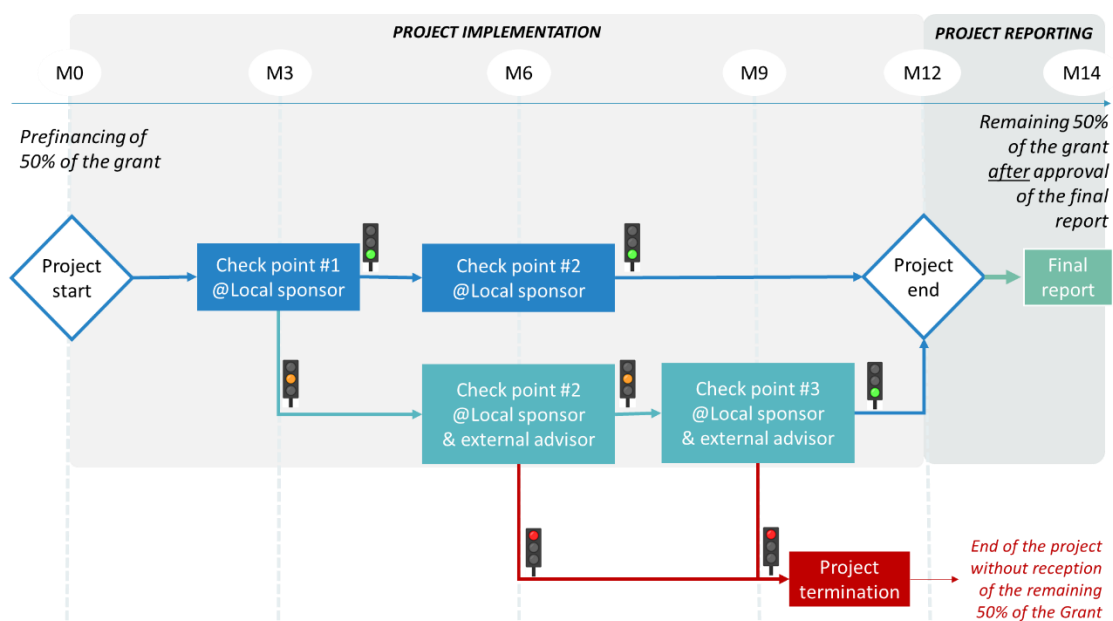 PROJECT IMPLEMENTATION
PROJECT REPORTING
M0
M3
M6
M9
M12
M14
Prefinancing of
50% of the grant
Remaining 50%
of the grant
after approval
of the final
report
Project
start
Check point #1
@Local sponsor
Check point #2
@Local sponsor
Project
end
Final
report
Check point #2
@Local sponsor
& external advisor
Check point #3
@Local sponsor
& external advisor
Project
termination
End of the project
without reception
of the remaining
50% of the Grant